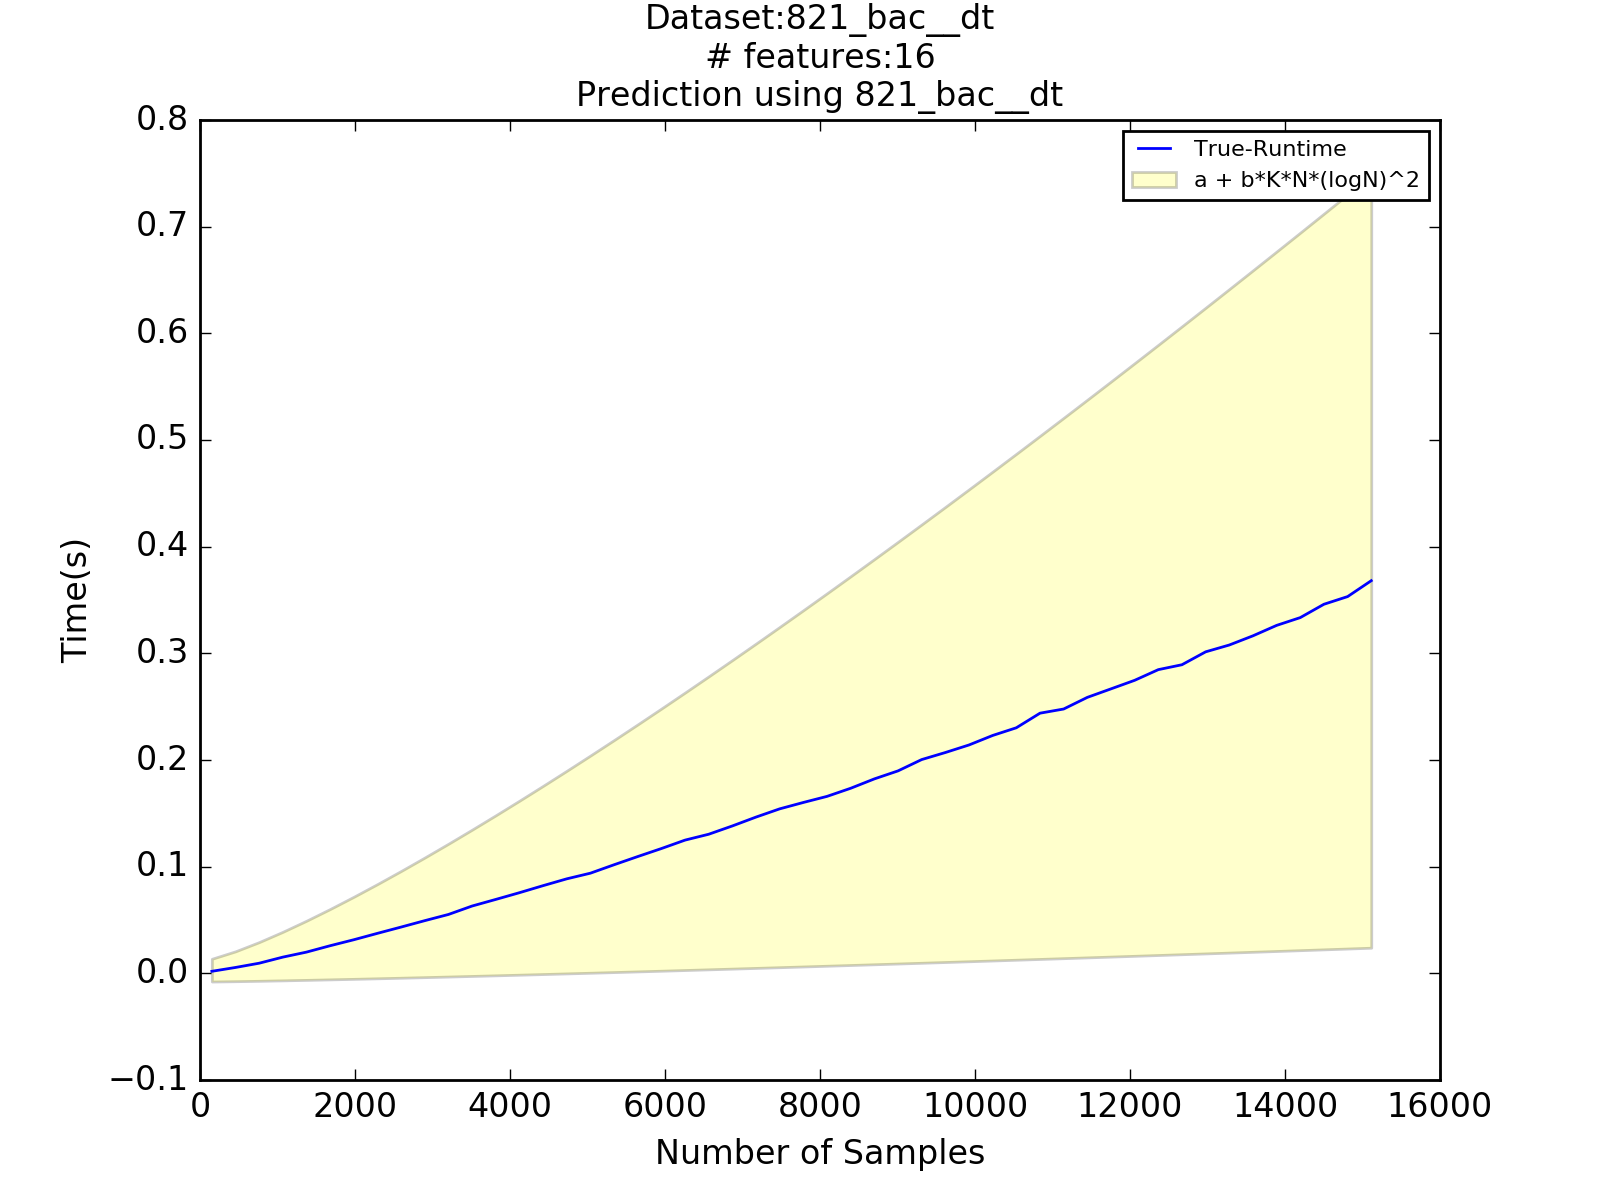 Dataset:821_bac__dt
# features:16
Prediction using 821_bac__dt
True-Runtime
a + b*K*N*(logN)^2
0.8
0.7
0.6
0.5
0.4
0.3
0.2
0.1
0.0
−0.1
Time(s)
0 2000 4000 6000 8000 10000 12000 14000 16000
Number of Samples